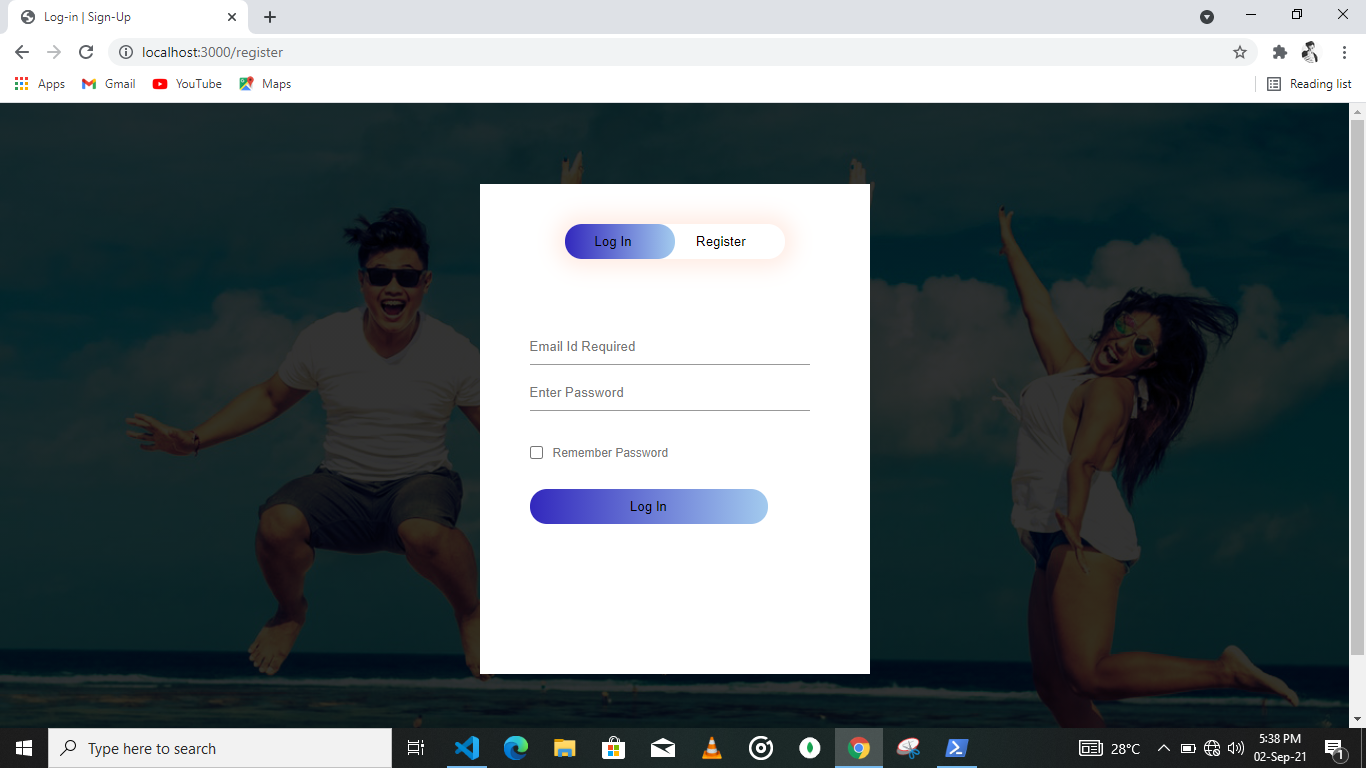 Log-in | Sign-Up
localhost:3000/register
Apps Gmail YouTube Maps Reading list
Log In Register
Email Id Required
Enter Password
Remember Password
Log In
Type here to search
28°C
5:38 PM
02-Sep-21
1